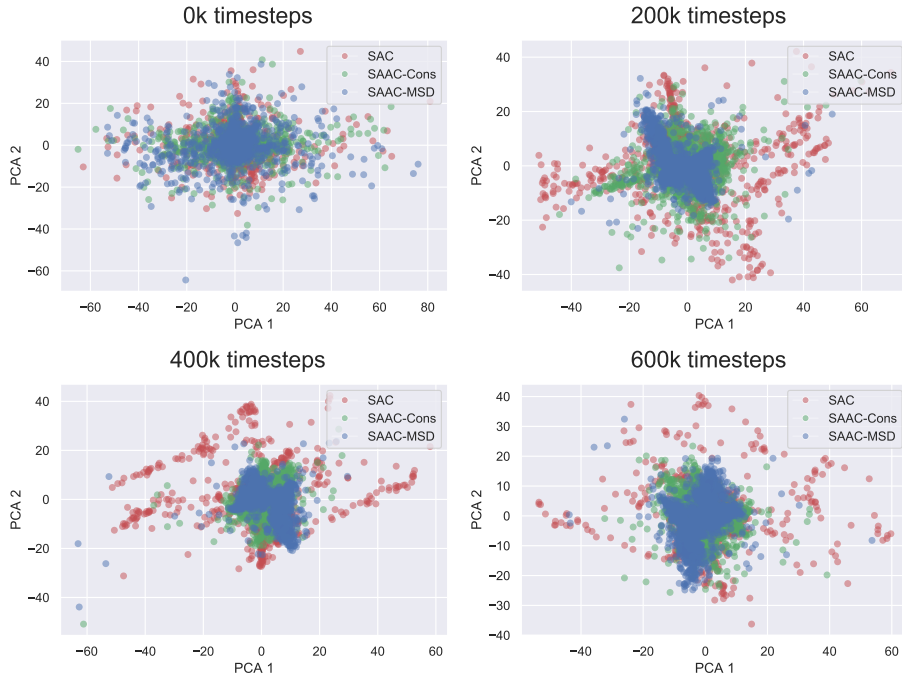 0k timesteps
40
20
0
−20
−40
−60
PCA 2
−60
−40
−20
0
20
40
60
80
PCA 1
SAC
SAAC-Cons
SAAC-MSD
200k timesteps
40
20
0
−20
−40
PCA 2
−40
−20
0
20
40
60
PCA 1
SAC
SAAC-Cons
SAAC-MSD
400k timesteps
40
20
0
−20
−40
PCA 2
−60
−40
−20
0
20
40
60
PCA 1
SAC
SAAC-Cons
SAAC-MSD
600k timesteps
40
30
20
10
0
−10
−20
−30
−40
PCA 2
−40
−20
0
20
40
60
PCA 1
SAC
SAAC-Cons
SAAC-MSD